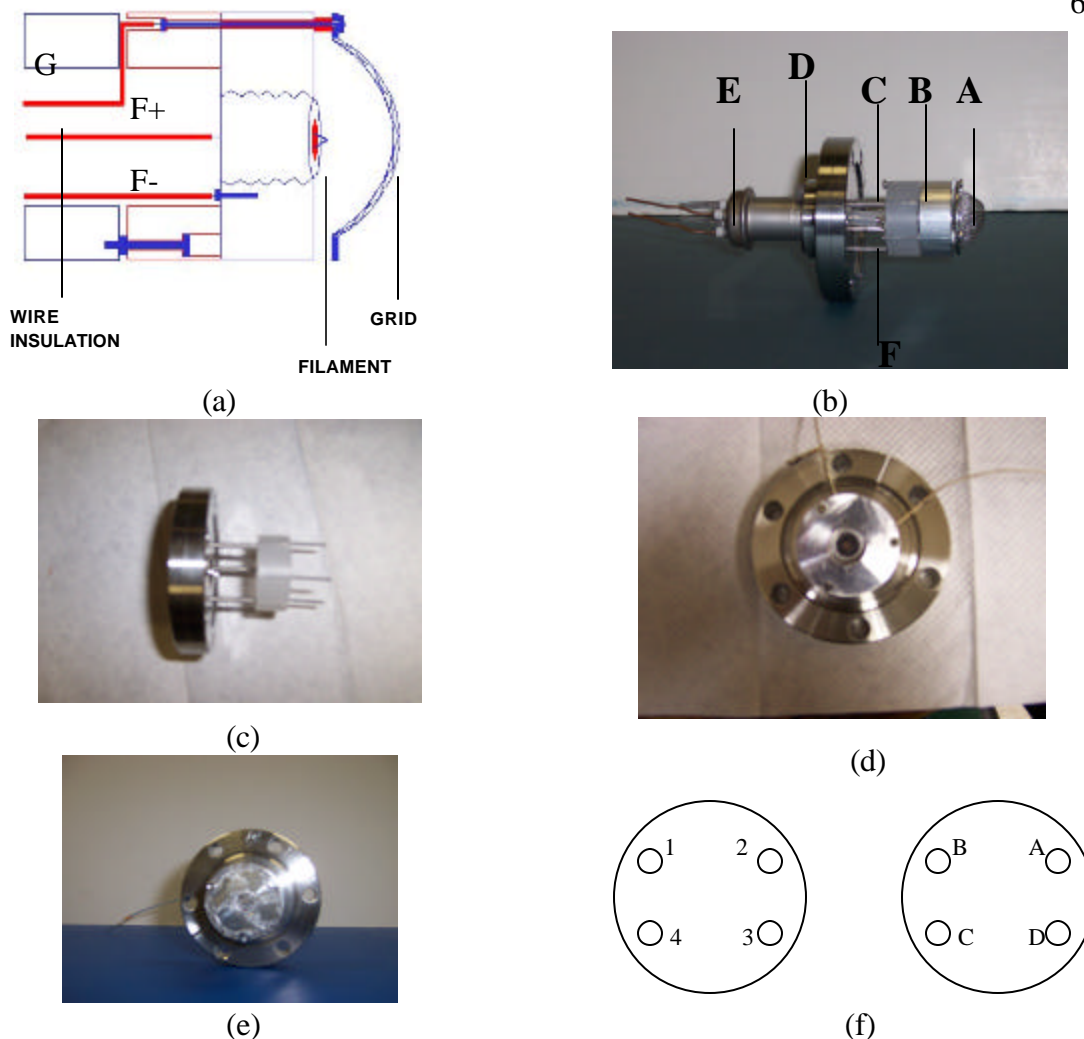 6
G
F+
F-
WIRE
INSULATION
GRID
FILAMENT
(a)
D
E C B A
F
(b)
(c)
(d)
(e)
1 2
4 3
B A
C D
(f)